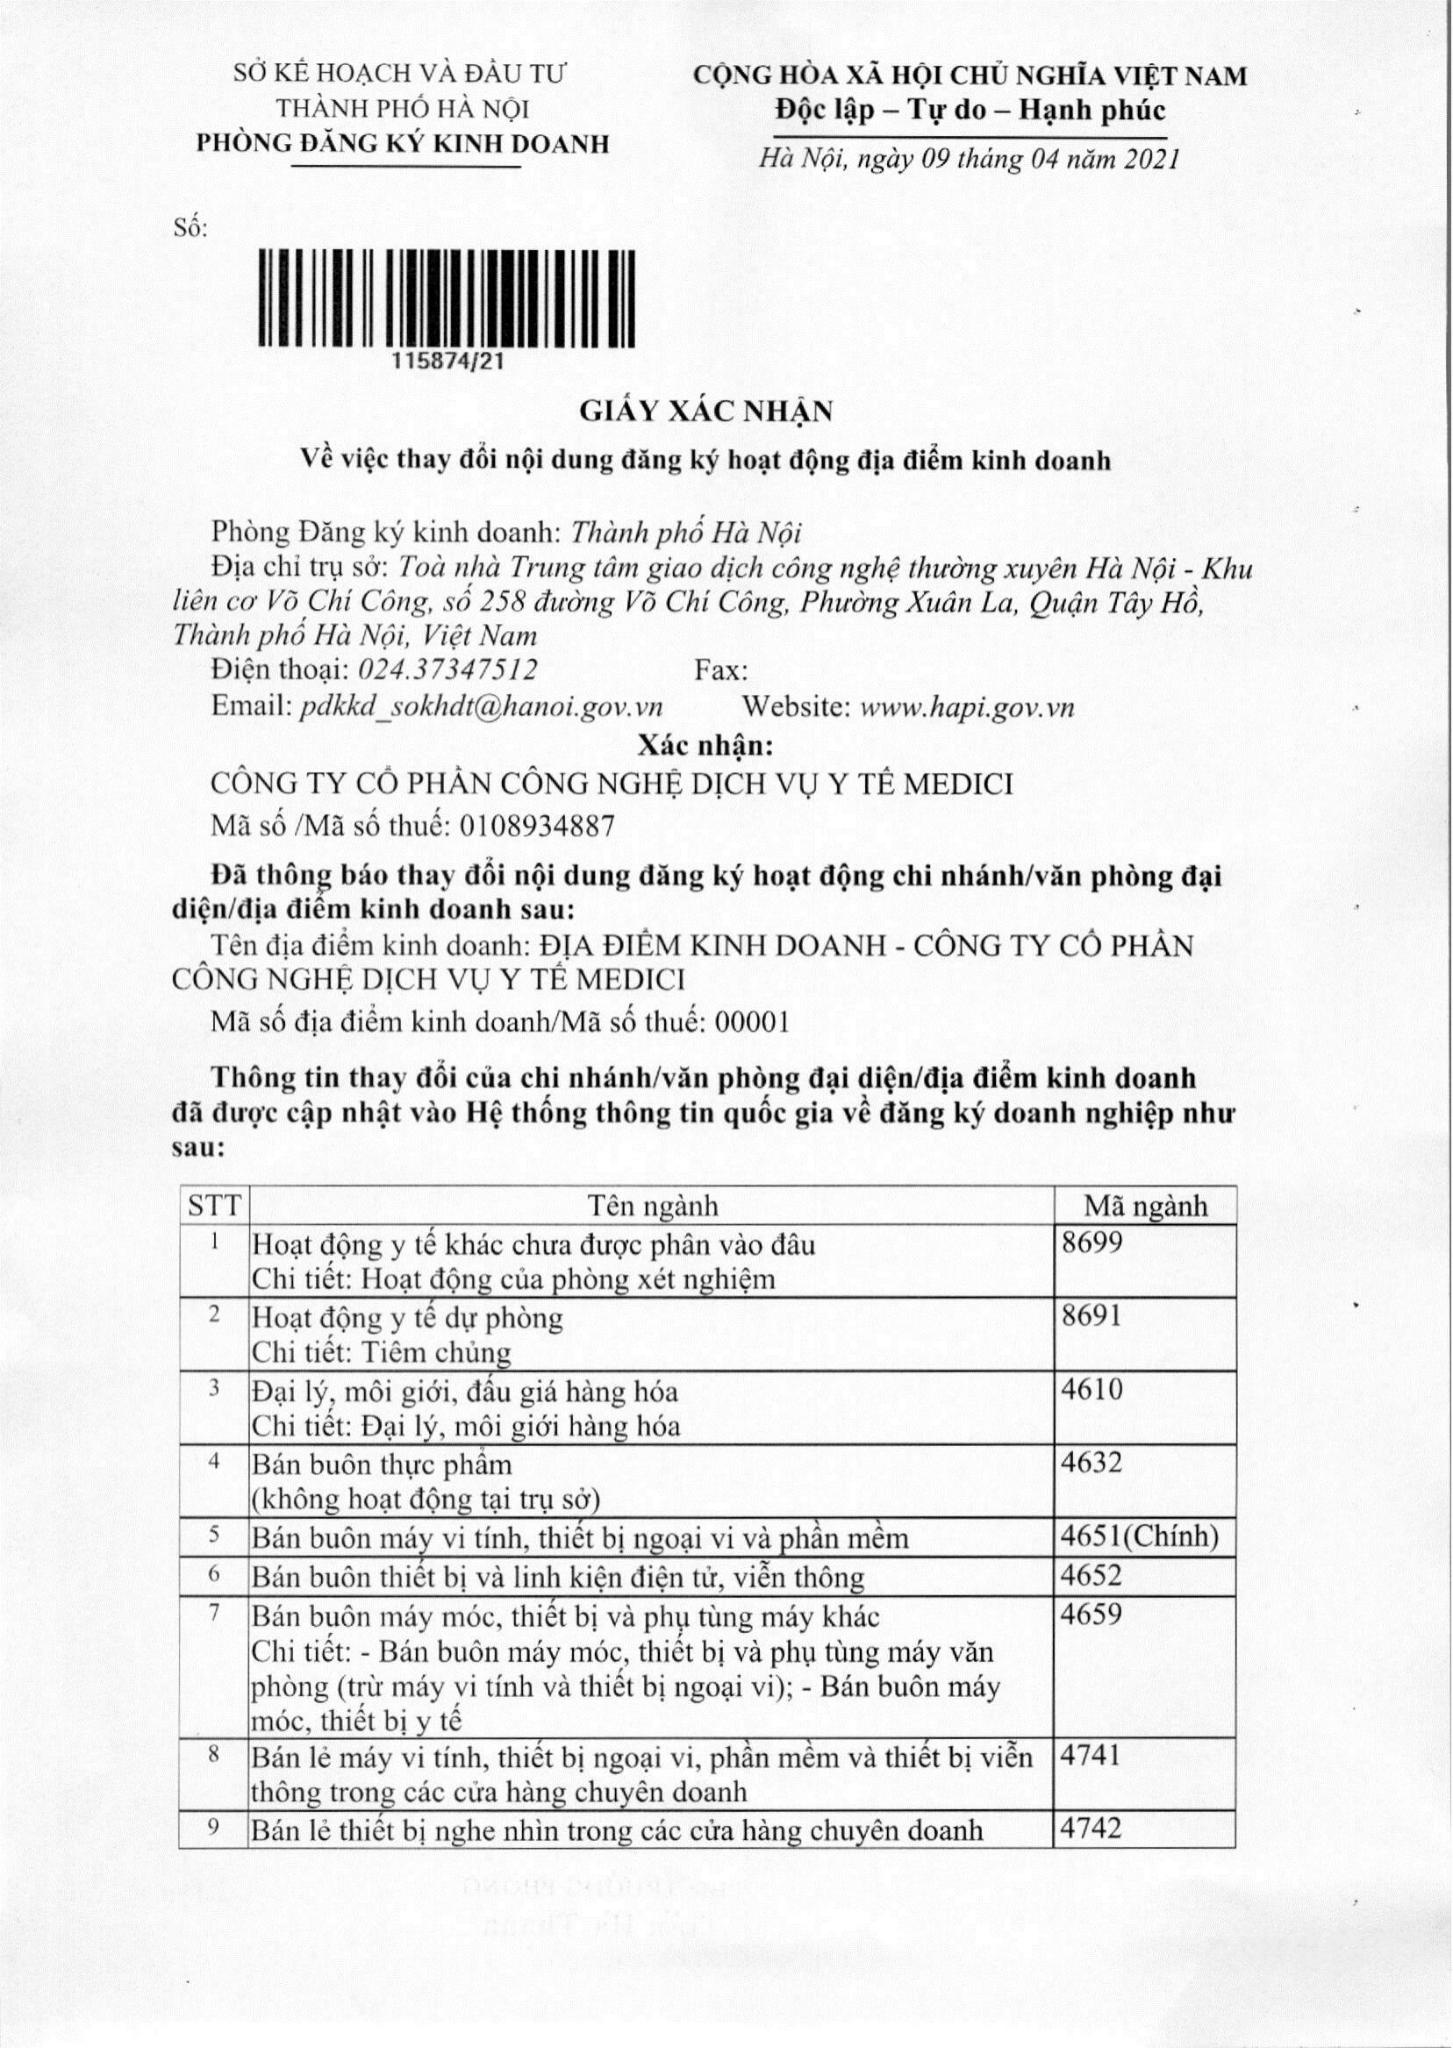 SỞ KẾ HOẠCH VÀ ĐẦU TƯ
THÀNH PHỐ HÀ NỘI
PHÒNG ĐĂNG KÝ KINH DOANH
CỘNG HÒA XÃ HỘI CHỦ NGHĨA VIỆT NAM
Độc lập – Tự do – Hạnh phúc
Hà Nội, ngày 09 tháng 04 năm 2021
Số:
115874/21
GIẤY XÁC NHẬN
Về việc thay đổi nội dung đăng ký hoạt động địa điểm kinh doanh
Phòng Đăng ký kinh doanh: Thành phố Hà Nội
Địa chỉ trụ sở: Toà nhà Trung tâm giao dịch công nghệ thường xuyên Hà Nội - Khu
liên cơ Võ Chí Công, số 258 đường Võ Chí Công, Phường Xuân La, Quận Tây Hồ,
Thành phố Hà Nội, Việt Nam
Điện thoại: 024.37347512 Fax:
Email: pdkkd_sokhdt@hanoi.gov.vn Website: www.hapi.gov.vn
Xác nhận:
CÔNG TY CỔ PHẦN CÔNG NGHỆ DỊCH VỤ Y TẾ MEDICI
Mã số /Mã số thuế: 0108934887
Đã thông báo thay đổi nội dung đăng ký hoạt động chi nhánh/văn phòng đại
diện/địa điểm kinh doanh sau:
Tên địa điểm kinh doanh: ĐỊA ĐIỂM KINH DOANH - CÔNG TY CỔ PHẦN
CÔNG NGHỆ DỊCH VỤ Y TẾ MEDICI
Mã số địa điểm kinh doanh/Mã số thuế: 00001
Thông tin thay đổi của chi nhánh/văn phòng đại diện/địa điểm kinh doanh
đã được cập nhật vào Hệ thống thông tin quốc gia về đăng ký doanh nghiệp như
sau:
STT Tên ngành Mã ngành
1 Hoạt động y tế khác chưa được phân vào đâu 8699
Chi tiết: Hoạt động của phòng xét nghiệm
2 Hoạt động y tế dự phòng 8691
Chi tiết: Tiêm chủng
3 Đại lý, môi giới, đấu giá hàng hóa 4610
Chi tiết: Đại lý, môi giới hàng hóa
4 Bán buôn thực phẩm 4632
(không hoạt động tại trụ sở)
5 Bán buôn máy vi tính, thiết bị ngoại vi và phần mềm 4651(Chính)
6 Bán buôn thiết bị và linh kiện điện tử, viễn thông 4652
7 Bán buôn máy móc, thiết bị và phụ tùng máy khác 4659
Chi tiết: - Bán buôn máy móc, thiết bị và phụ tùng máy văn
phòng (trừ máy vi tính và thiết bị ngoại vi); - Bán buôn máy
móc, thiết bị y tế
8 Bán lẻ máy vi tính, thiết bị ngoại vi, phần mềm và thiết bị viễn 4741
thông trong các cửa hàng chuyên doanh
9 Bán lẻ thiết bị nghe nhìn trong các cửa hàng chuyên doanh 4742